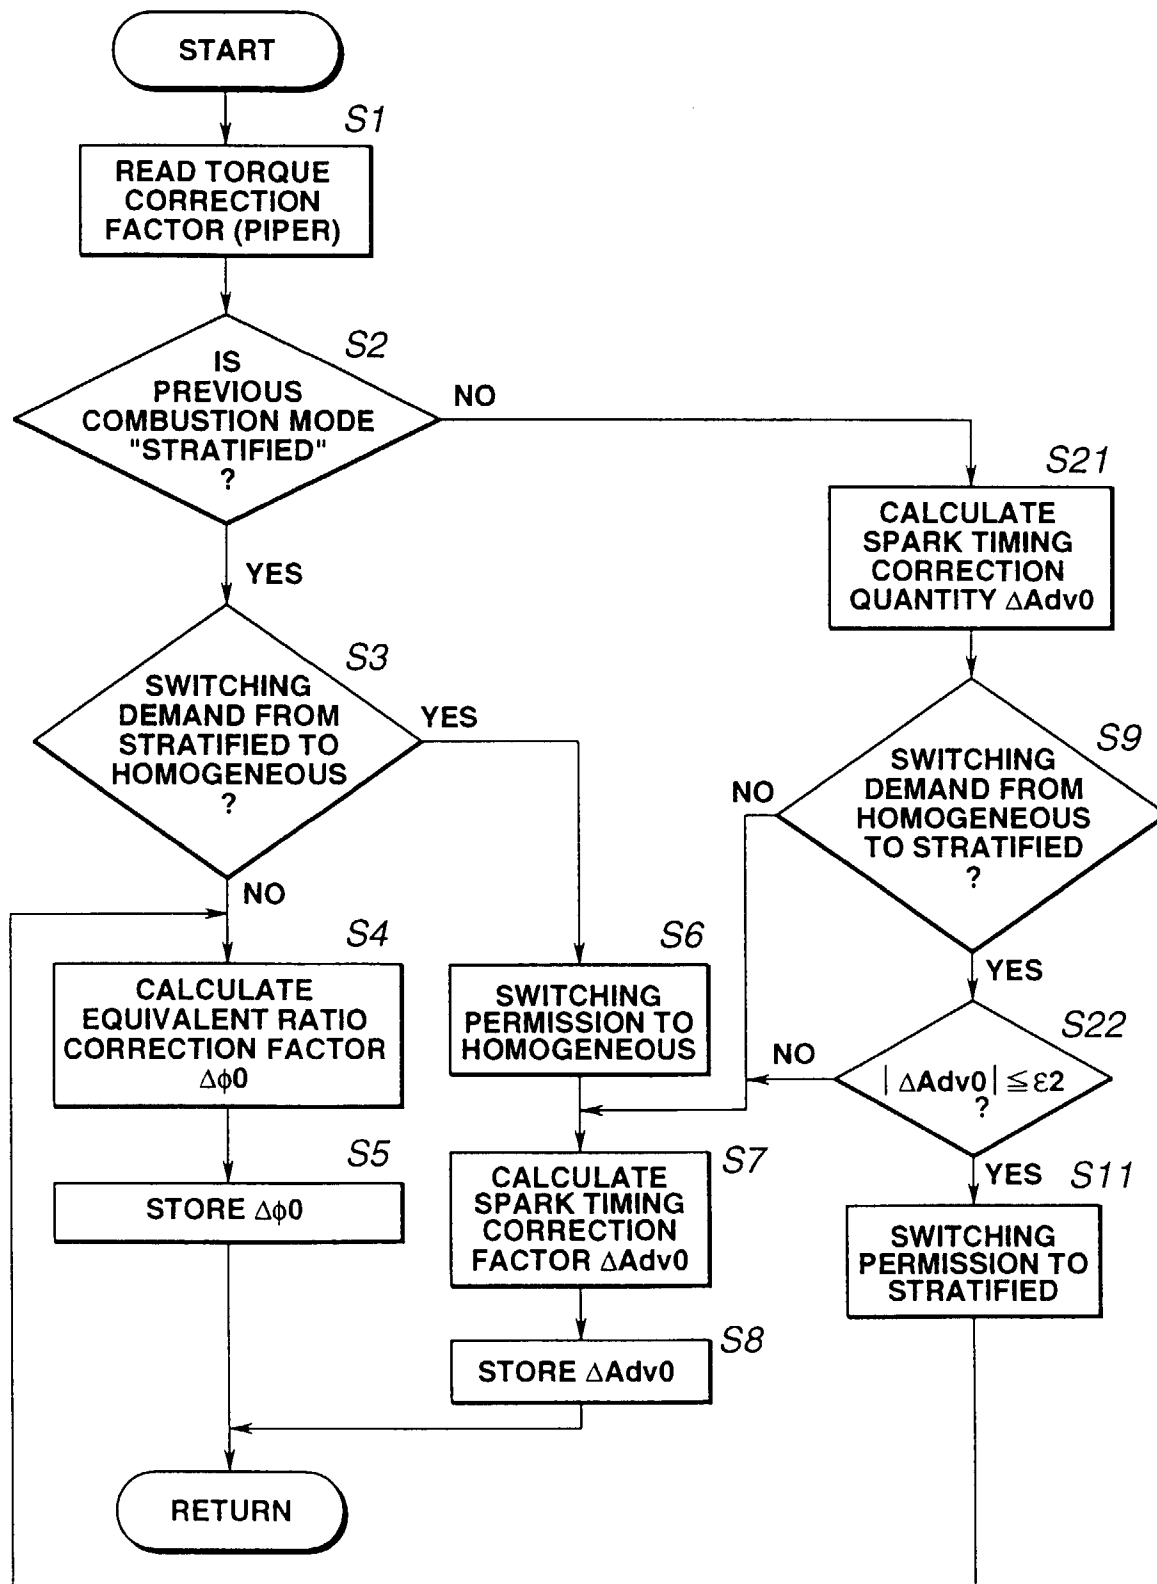 START
S1
READ TORQUE
CORRECTION
FACTOR (PIPER)
S2
IS
PREVIOUS
COMBUSTION MODE
"STRATIFIED"
?
NO
YES
S21
CALCULATE
SPARK TIMING
CORRECTION
QUANTITY ΔAdv0
S3
SWITCHING
DEMAND FROM
STRATIFIED TO
HOMOGENEOUS
?
YES
NO
S9
SWITCHING
DEMAND FROM
HOMOGENEOUS
TO STRATIFIED
?
NO
YES
S4
CALCULATE
EQUIVALENT RATIO
CORRECTION FACTOR
Δϕ0
S6
SWITCHING
PERMISSION TO
HOMOGENEOUS
S22
| ΔAdv0 | ≦ ε2
?
NO
YES
S5
STORE Δϕ0
S7
CALCULATE
SPARK TIMING
CORRECTION
FACTOR ΔAdv0
S11
SWITCHING
PERMISSION TO
STRATIFIED
S8
STORE ΔAdv0
RETURN